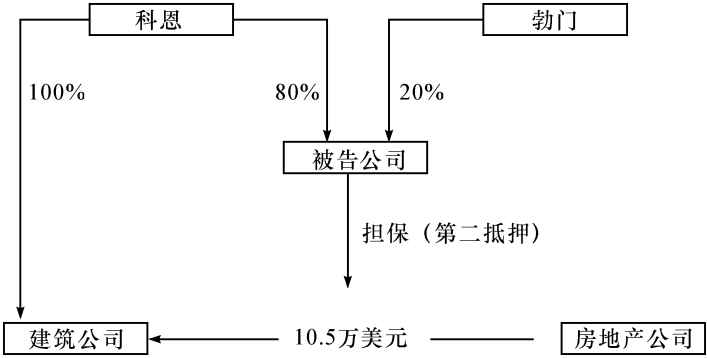 科恩
勃门
100%
80%
20%
被告公司
担保（第二抵押）
建筑公司
10.5万美元
房地产公司